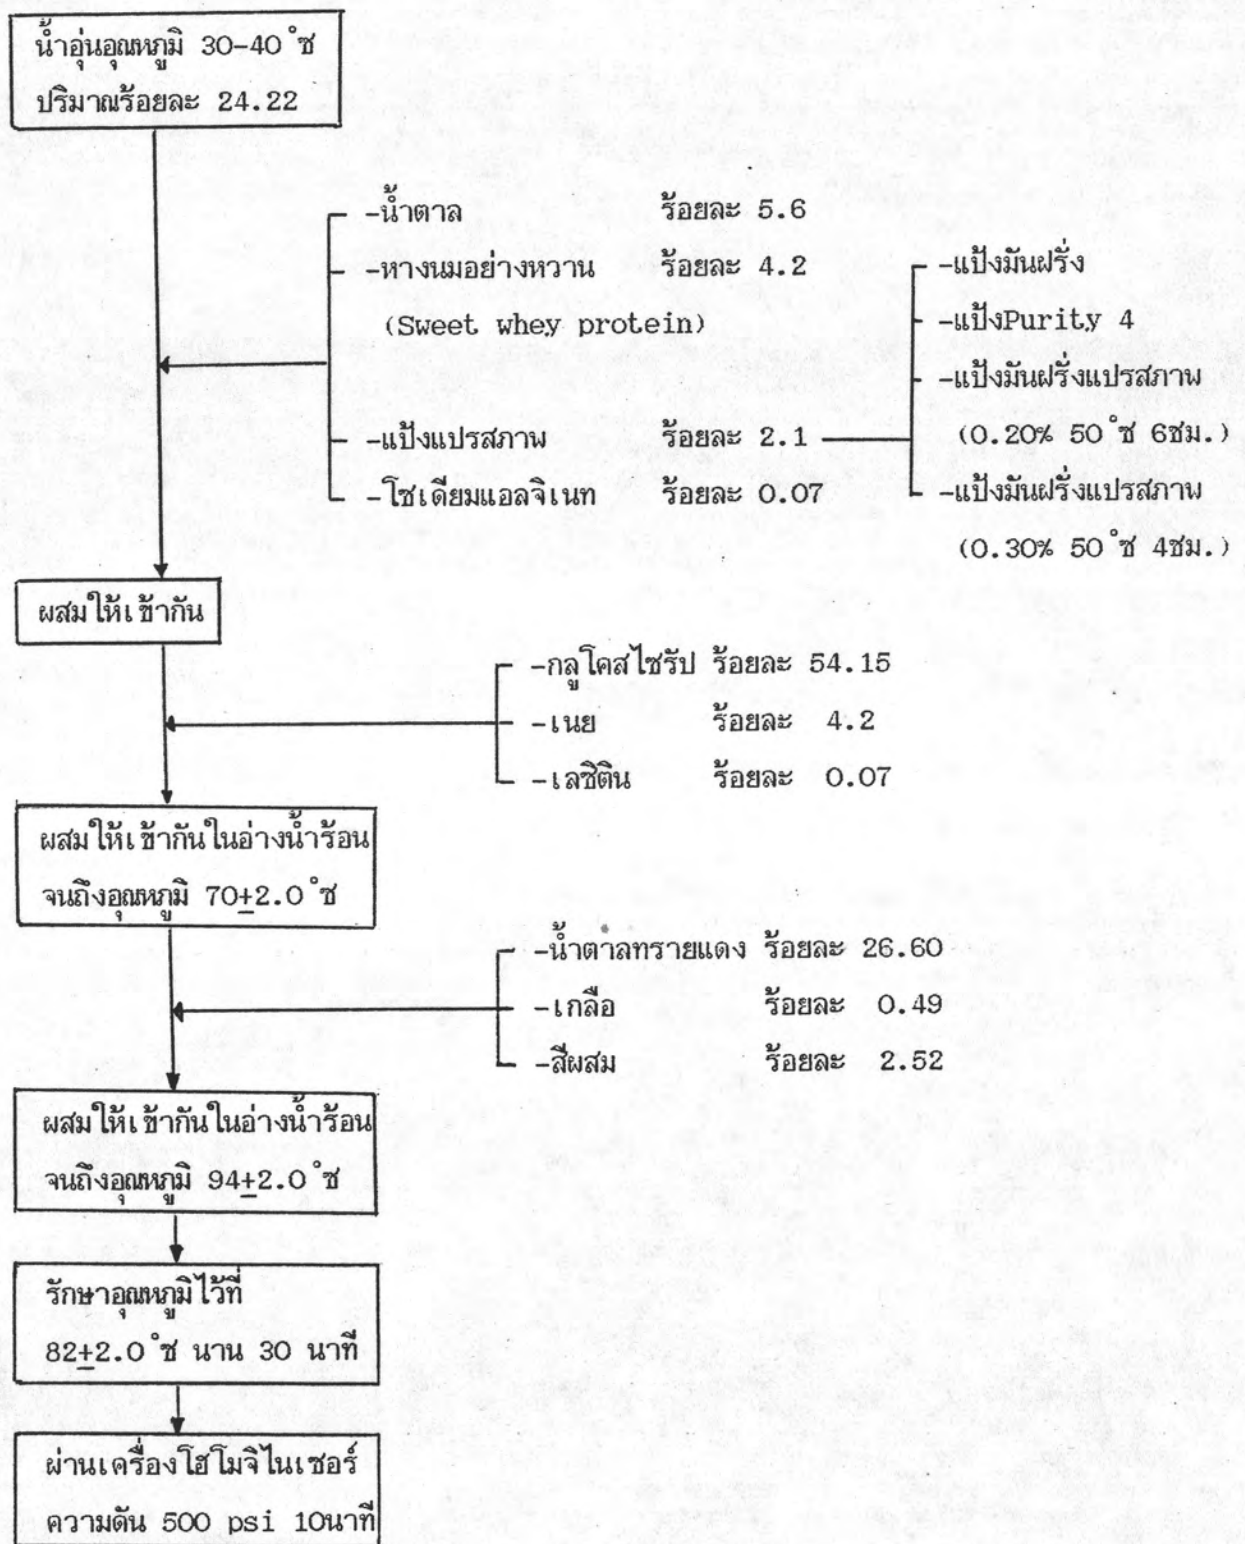 น้ำอุ่นอุณหภูมิ 30-40 °ซ
ปริมาณร้อยละ 24.22
-น้ำตาล ร้อยละ 5.6
-หางนมอย่างหวาน ร้อยละ 4.2
(Sweet whey protein)
-แป้งแปรสภาพ ร้อยละ 2.1
-โซเดียมแอลจิเนท ร้อยละ 0.07
-แป้งมันฝรั่ง
-แป้งPurity 4
-แป้งมันฝรั่งแปรสภาพ
(0.20% 50 °ซ 6ชม.)
-แป้งมันฝรั่งแปรสภาพ
(0.30% 50 °ซ 4ชม.)
ผสมให้เข้ากัน
-กลูโคสไซรัป ร้อยละ 54.15
-เนย ร้อยละ 4.2
-เลซิติน ร้อยละ 0.07
ผสมให้เข้ากันในอ่างน้ำร้อน
จนถึงอุณหภูมิ 70±2.0 °ซ
-น้ำตาลทรายแดง ร้อยละ 26.60
-เกลือ ร้อยละ 0.49
-สีผสม ร้อยละ 2.52
ผสมให้เข้ากันในอ่างน้ำร้อน
จนถึงอุณหภูมิ 94±2.0 °ซ
รักษาอุณหภูมิไว้ที่
82±2.0 °ซ นาน 30 นาที
ผ่านเครื่องโฮโมจิไนเซอร์
ความดัน 500 psi 10นาที